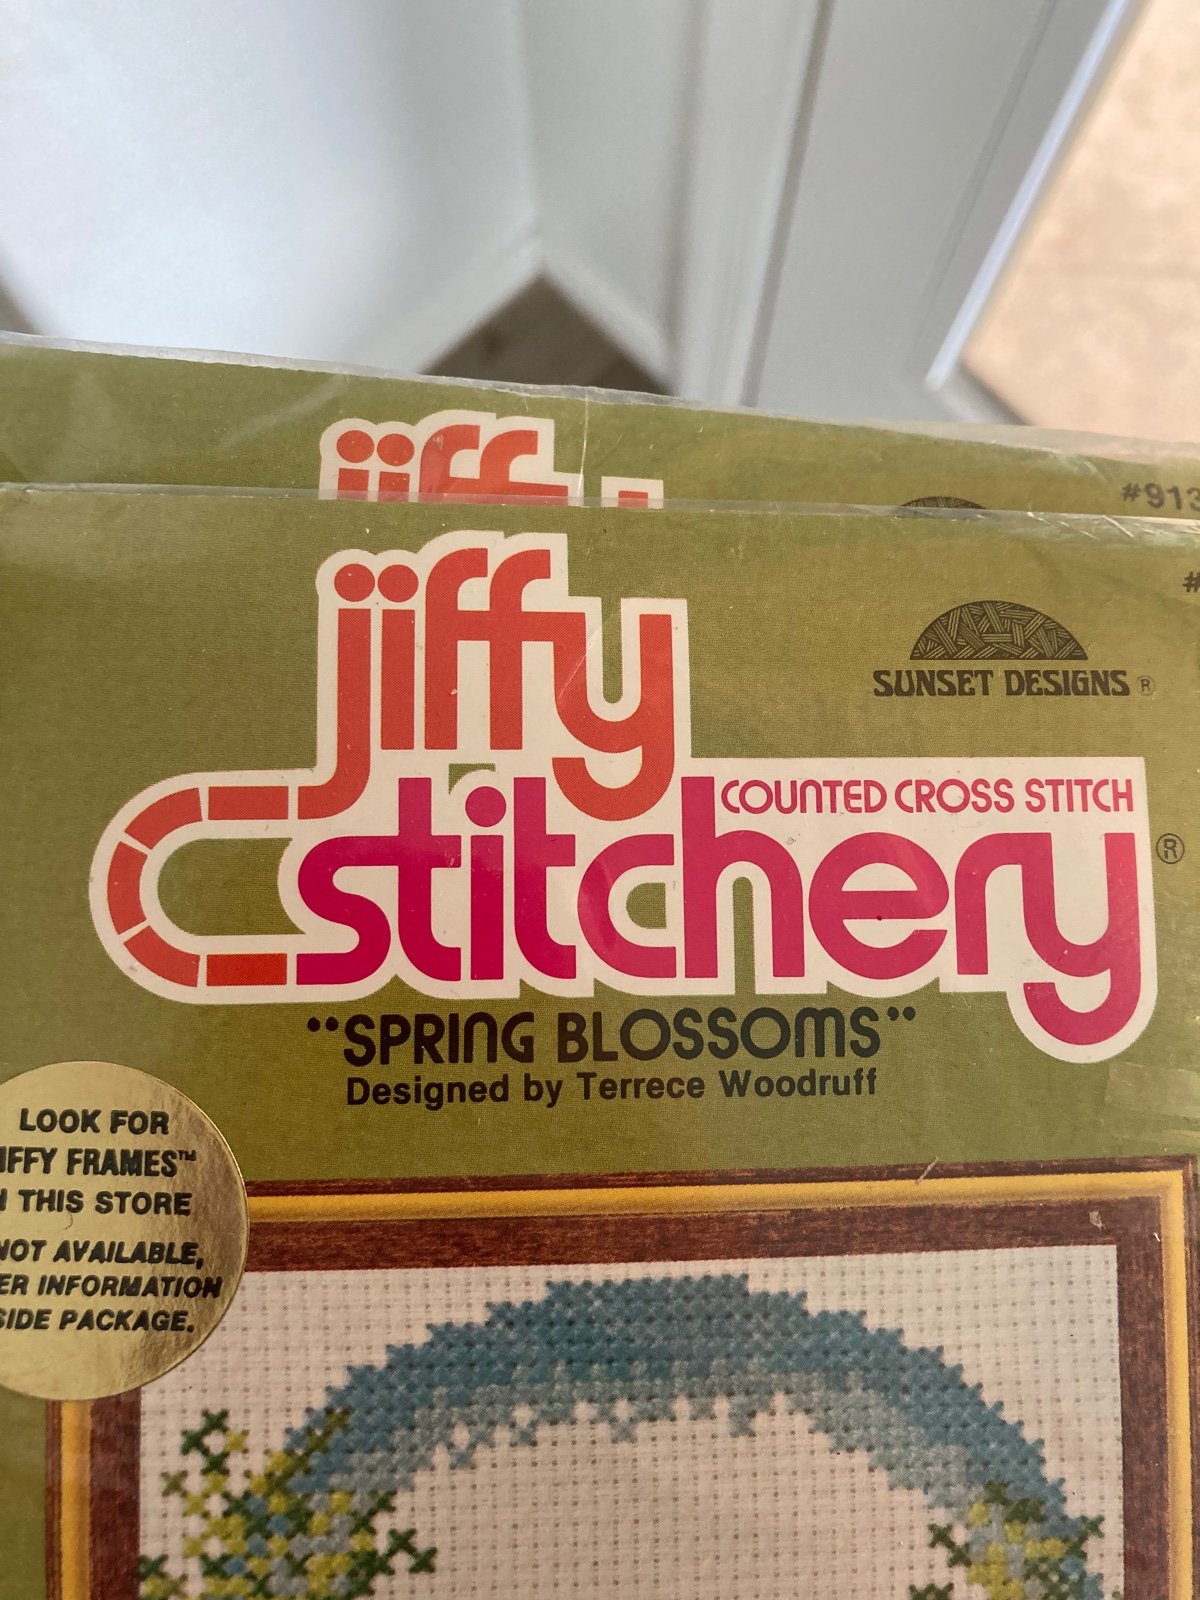 jiffy
#913
#
SUNSET DESIGNS ®
jiffy
stitchery ®
COUNTED CROSS STITCH
"SPRING BLOSSOMS"
Designed by Terrece Woodruff
LOOK FOR
IFFY FRAMES™
THIS STORE
NOT AVAILABLE,
ER INFORMATION
SIDE PACKAGE.